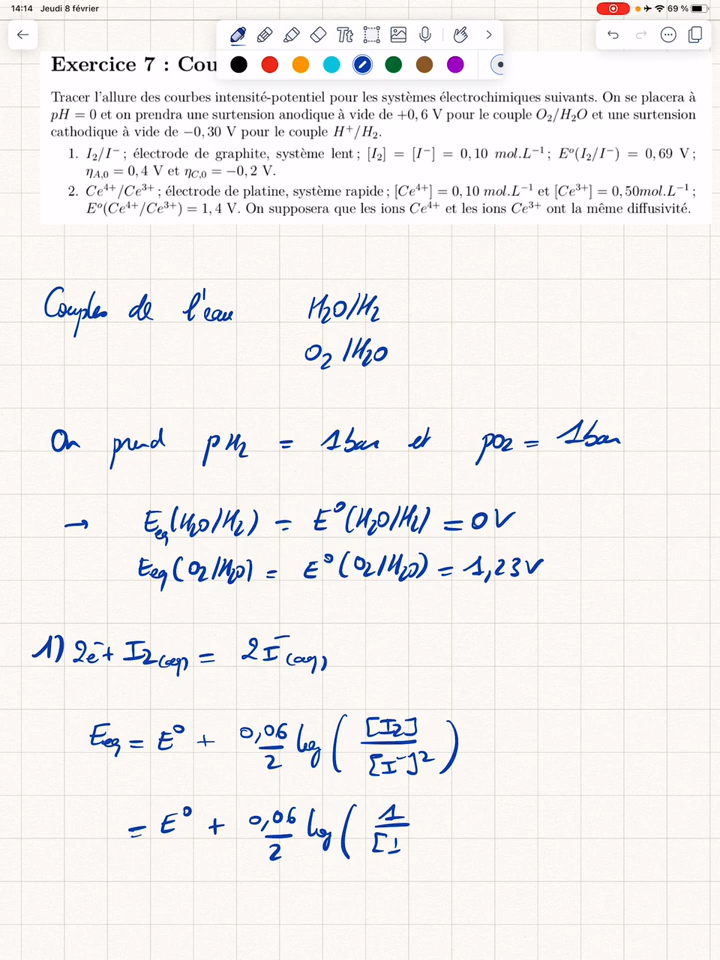 14:14 Jeudi 8 février
69 %
Exercice 7 : Cou
Tracer l'allure des courbes intensité-potentiel pour les systèmes électrochimiques suivants. On se placera à
pH = 0 et on prendra une surtension anodique à vide de +0, 6 V pour le couple O₂/H₂O et une surtension
cathodique à vide de −0, 30 V pour le couple H⁺/H₂.
1. I₂/I⁻ ; électrode de graphite, système lent ; [I₂] = [I⁻] = 0, 10 mol.L⁻¹ ; Eº(I₂/I⁻) = 0, 69 V ;
η_A,0 = 0, 4 V et η_C,0 = −0, 2 V.
2. Ce⁴⁺/Ce³⁺ ; électrode de platine, système rapide ; [Ce⁴⁺] = 0, 10 mol.L⁻¹ et [Ce³⁺] = 0, 50mol.L⁻¹ ;
Eº(Ce⁴⁺/Ce³⁺) = 1, 4 V. On supposera que les ions Ce⁴⁺ et les ions Ce³⁺ ont la même diffusivité.
Couples de l'eau H₂O/H₂
O₂/H₂O
On prend pH₂ = 1 bar et pO₂ = 1 bar
→ Eeq(H₂O/H₂) = E°(H₂O/H₂) = 0V
Eeq(O₂/H₂O) = E°(O₂/H₂O) = 1,23V
1) 2e⁻ + I₂(aq) = 2I⁻(aq)
Eeq = E° + 0,06/2 log( [I₂]/[I⁻]² )
= E° + 0,06/2 log( 1/[I